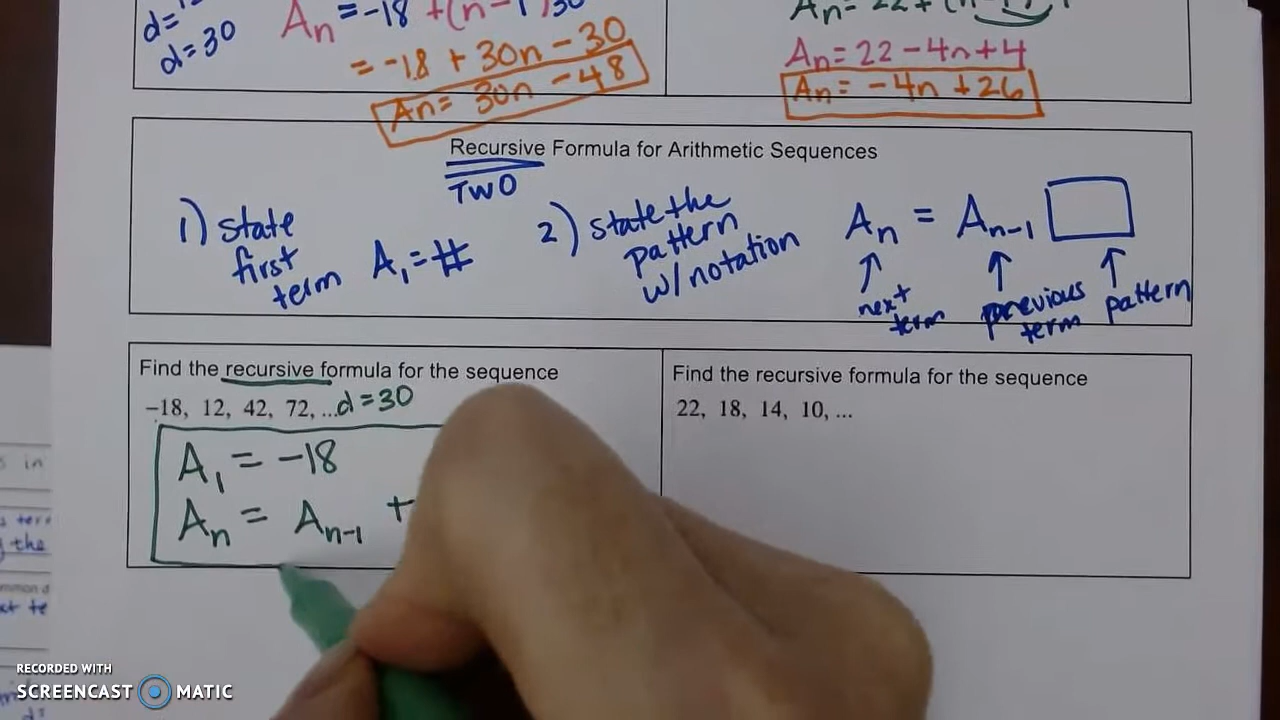 d=
d=30
An = -18 + (n-1)30
= -18 + 30n - 30
An = 30n - 48
An = 22 - 4n + 4
An = -4n + 26
Recursive Formula for Arithmetic Sequences
TWO
1) state
first
term
A₁ = #
2) state the
pattern
w/notation
An = An-1
next
term
previous
term
pattern
Find the recursive formula for the sequence
-18, 12, 42, 72, ... d = 30
A₁ = -18
An = An-1 +
Find the recursive formula for the sequence
22, 18, 14, 10, ...
RECORDED WITH
SCREENCAST MATIC